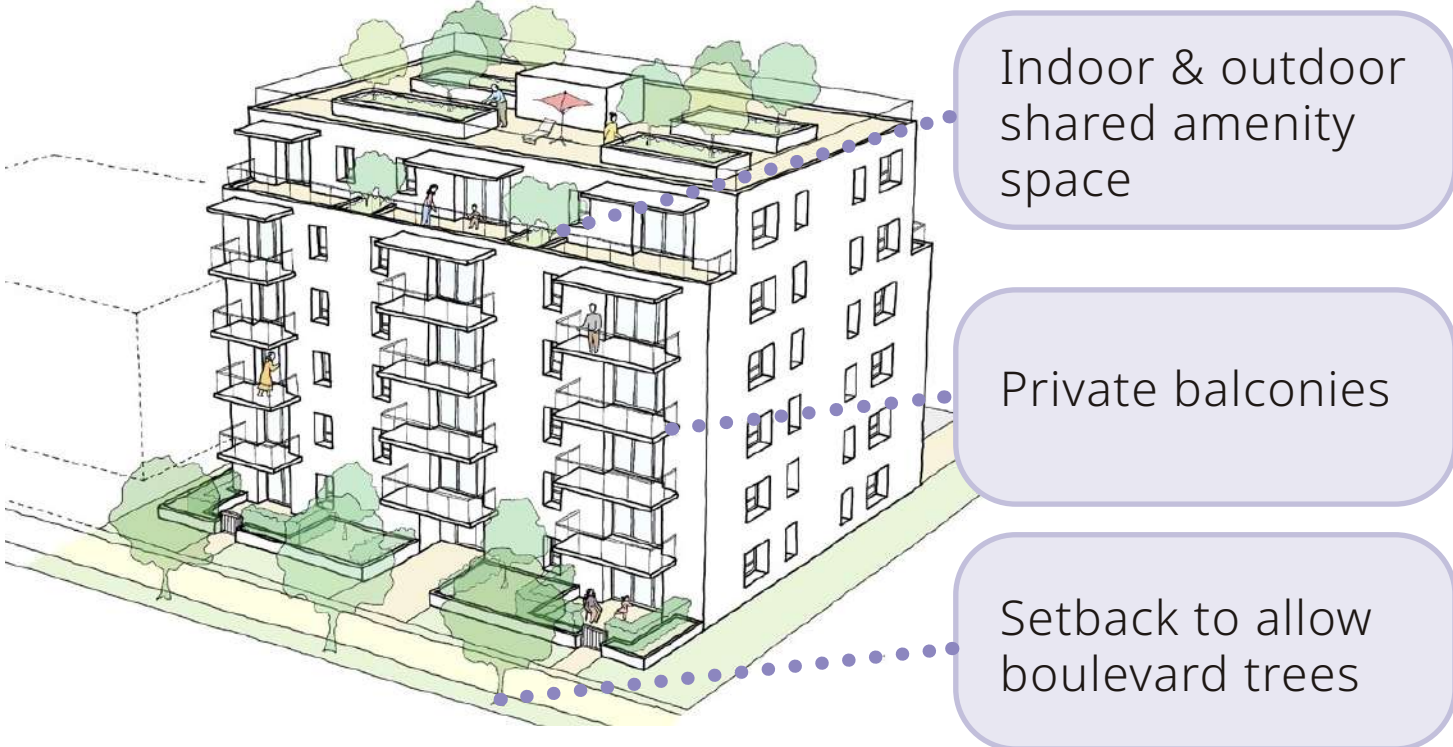 Indoor & outdoor
shared amenity
space
Private balconies
Setback to allow
boulevard trees